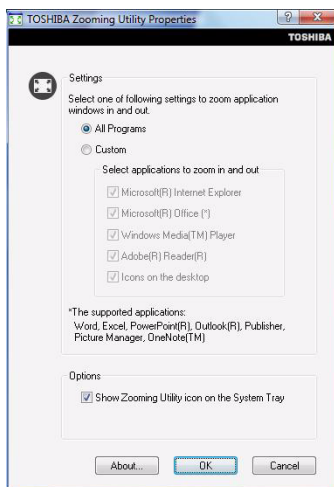 TOSHIBA Zooming Utility Properties
TOSHIBA
Settings
Select one of following settings to zoom application
windows in and out.
All Programs
Custom
Select applications to zoom in and out
Microsoft(R) Internet Explorer
Microsoft(R) Office (*)
Windows Media(TM) Player
Adobe(R) Reader(R)
Icons on the desktop
*The supported applications:
Word, Excel, PowerPoint(R), Outlook(R), Publisher,
Picture Manager, OneNote(TM)
Options
Show Zooming Utility icon on the System Tray
About... OK Cancel